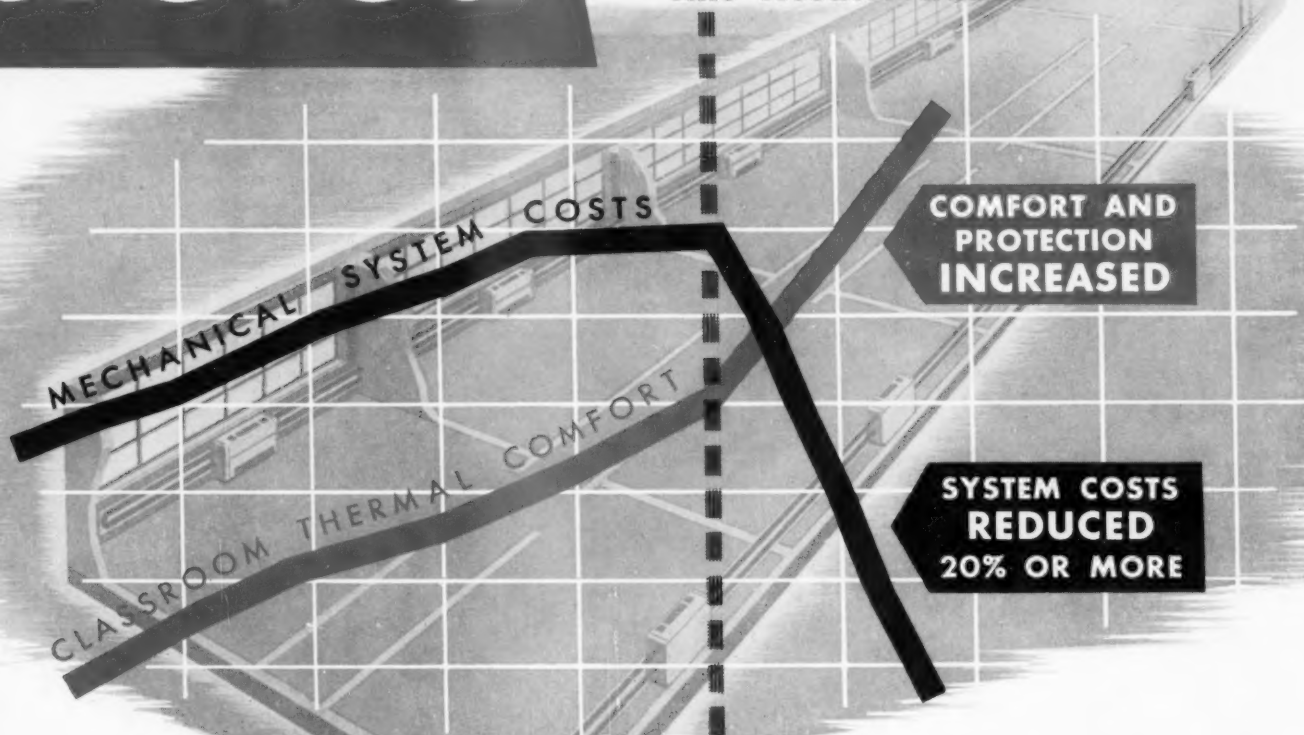 MECHANICAL SYSTEM COSTS
CLASSROOM THERMAL COMFORT
COMFORT AND
PROTECTION
INCREASED
SYSTEM COSTS
REDUCED
20% OR MORE